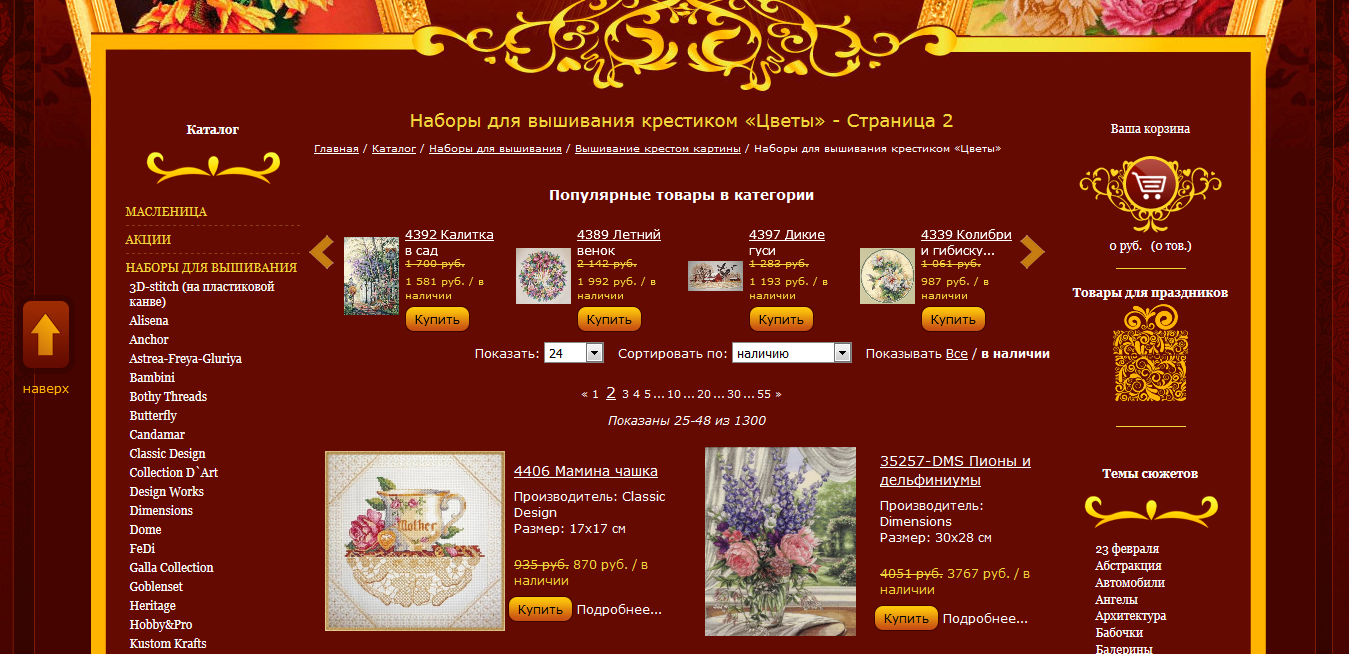 Наборы для вышивания крестиком «Цветы» - Страница 2
Главная / Каталог / Наборы для вышивания / Вышивание крестом картины / Наборы для вышивания крестиком «Цветы»
Каталог
МАСЛЕНИЦА
АКЦИИ
НАБОРЫ ДЛЯ ВЫШИВАНИЯ
3D-stitch (на пластиковой
канве)
Alisena
Anchor
Astrea-Freya-Gluriya
Bambini
Bothy Threads
Butterfly
Candamar
Classic Design
Collection D`Art
Design Works
Dimensions
Dome
FeDi
Galla Collection
Goblenset
Heritage
Hobby&Pro
Kustom Krafts
наверх
Популярные товары в категории
4392 Калитка
в сад
1 700 руб.
1 581 руб. / в
наличии
Купить
4389 Летний
венок
2 142 руб.
1 992 руб. / в
наличии
Купить
4397 Дикие
гуси
1 283 руб.
1 193 руб. / в
наличии
Купить
4339 Колибри
и гибиску...
1 061 руб.
987 руб. / в
наличии
Купить
Показать: 24 Сортировать по: наличию Показывать Все / в наличии
« 1 2 3 4 5 ... 10 ... 20 ... 30 ... 55 »
Показаны 25-48 из 1300
Mother
4406 Мамина чашка
Производитель: Classic
Design
Размер: 17x17 см
935 руб. 870 руб. / в
наличии
Купить Подробнее...
35257-DMS Пионы и
дельфиниумы
Производитель:
Dimensions
Размер: 30x28 см
4051 руб. 3767 руб. / в
наличии
Купить Подробнее...
Ваша корзина
0 руб. (0 тов.)
Товары для праздников
Темы сюжетов
23 февраля
Абстракция
Автомобили
Ангелы
Архитектура
Бабочки
Балерины